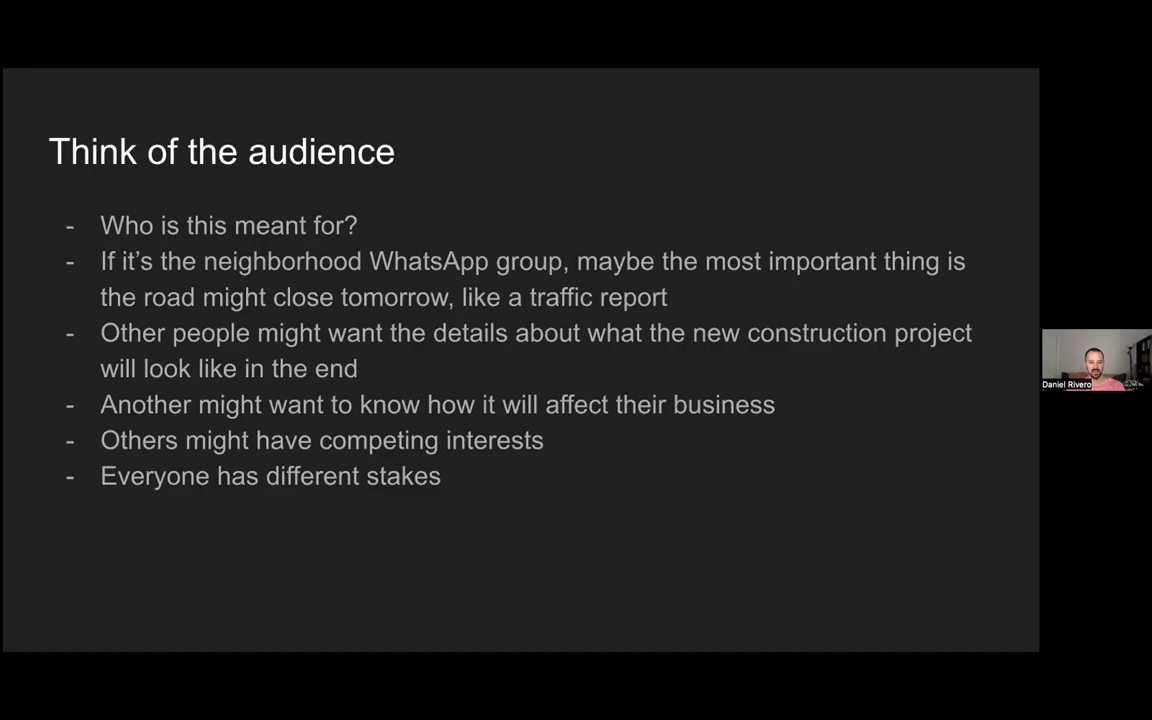 Think of the audience
- Who is this meant for?
- If it’s the neighborhood WhatsApp group, maybe the most important thing is
the road might close tomorrow, like a traffic report
- Other people might want the details about what the new construction project
will look like in the end
- Another might want to know how it will affect their business
- Others might have competing interests
- Everyone has different stakes
Daniel Rivero